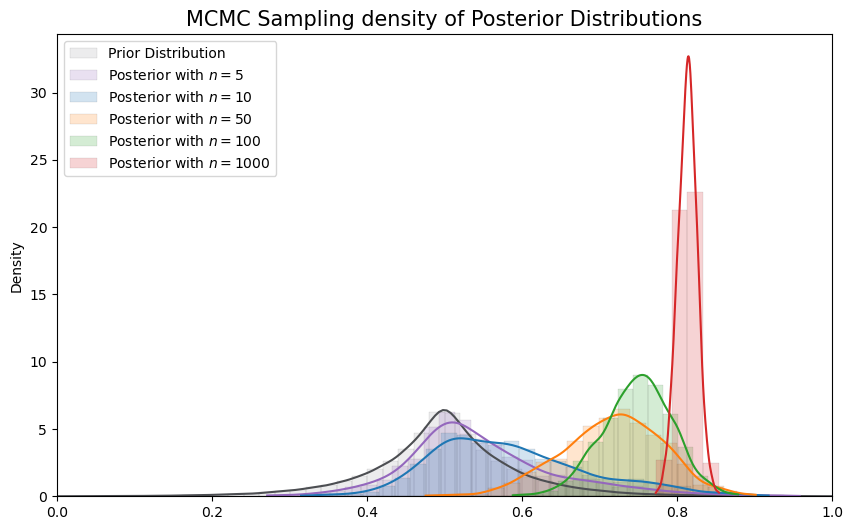 MCMC Sampling density of Posterior Distributions
Prior Distribution
Posterior with n = 5
Posterior with n = 10
Posterior with n = 50
Posterior with n = 100
Posterior with n = 1000
Density
30
25
20
15
10
5
0
0.0 0.2 0.4 0.6 0.8 1.0